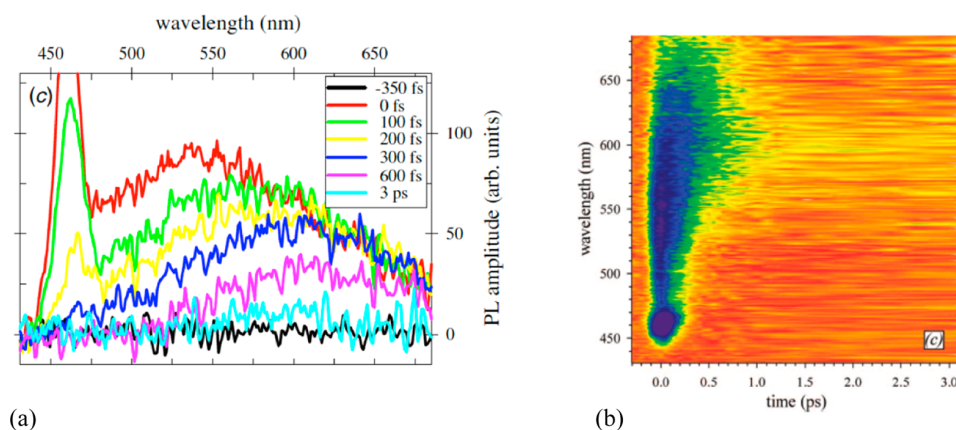 wavelength (nm)
450 500 550 600 650
(c)
-350 fs
0 fs
100 fs
200 fs
300 fs
600 fs
3 ps
100
50
0
PL amplitude (arb. units)
(a)
wavelength (nm)
650
600
550
500
450
(c)
0.0 0.5 1.0 1.5 2.0 2.5 3.0
time (ps)
(b)